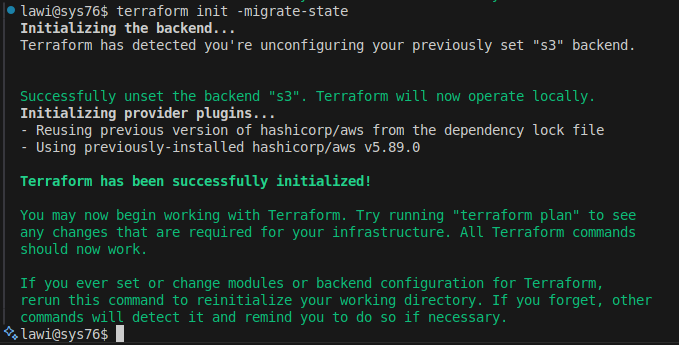 lawi@sys76$ terraform init -migrate-state
Initializing the backend...
Terraform has detected you're unconfiguring your previously set "s3" backend.
Successfully unset the backend "s3". Terraform will now operate locally.
Initializing provider plugins...
- Reusing previous version of hashicorp/aws from the dependency lock file
- Using previously-installed hashicorp/aws v5.89.0
Terraform has been successfully initialized!
You may now begin working with Terraform. Try running "terraform plan" to see
any changes that are required for your infrastructure. All Terraform commands
should now work.
If you ever set or change modules or backend configuration for Terraform,
rerun this command to reinitialize your working directory. If you forget, other
commands will detect it and remind you to do so if necessary.
lawi@sys76$